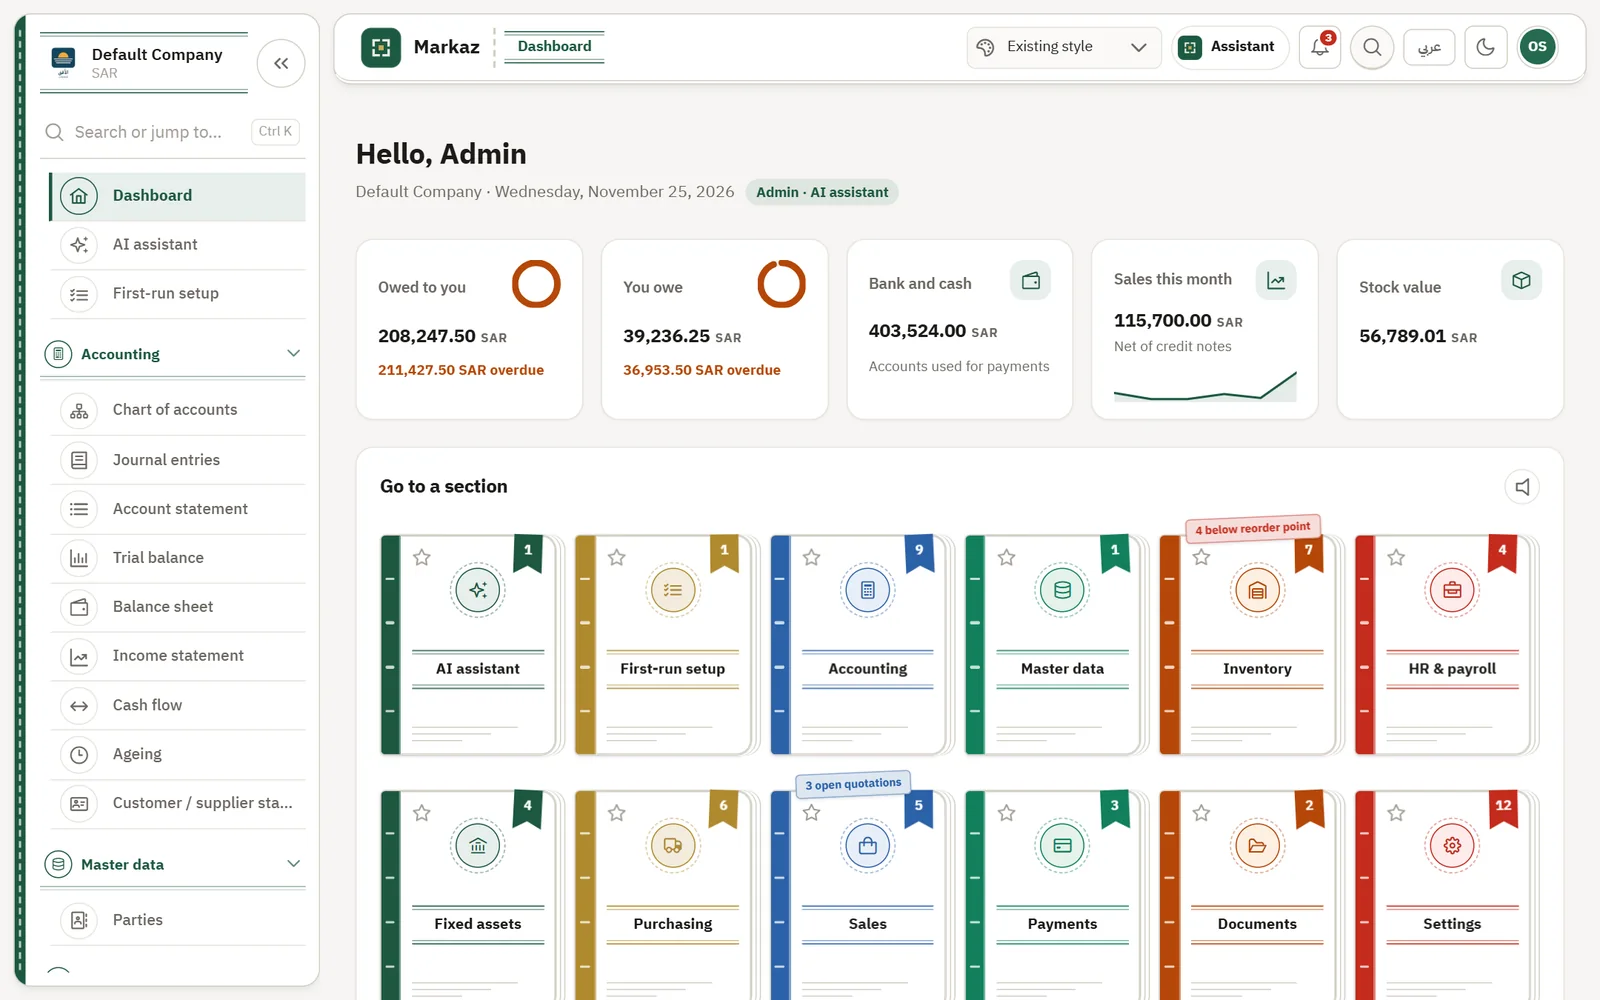 Default Company
SAR
Search or jump to...
Ctrl K
Dashboard
AI assistant
First-run setup
Accounting
Chart of accounts
Journal entries
Account statement
Trial balance
Balance sheet
Income statement
Cash flow
Ageing
Customer / supplier sta...
Master data
Parties
Markaz
Dashboard
Existing style
Assistant
3
عربي
OS
Hello, Admin
Default Company · Wednesday, November 25, 2026
Admin · AI assistant
Owed to you
208,247.50 SAR
211,427.50 SAR overdue
You owe
39,236.25 SAR
36,953.50 SAR overdue
Bank and cash
403,524.00 SAR
Accounts used for payments
Sales this month
115,700.00 SAR
Net of credit notes
Stock value
56,789.01 SAR
Go to a section
1
AI assistant
1
First-run setup
9
Accounting
1
Master data
4 below reorder point
7
Inventory
4
HR & payroll
4
Fixed assets
6
Purchasing
3 open quotations
5
Sales
3
Payments
2
Documents
12
Settings